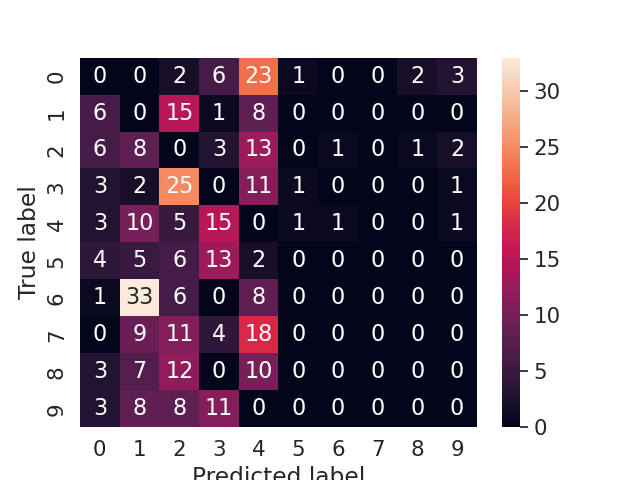 0 0 0 2 6 23 1 0 0 2 3
1 6 0 15 1 8 0 0 0 0 0
2 6 8 0 3 13 0 1 0 1 2
3 3 2 25 0 11 1 0 0 0 1
4 3 10 5 15 0 1 1 0 0 1
5 4 5 6 13 2 0 0 0 0 0
6 1 33 6 0 8 0 0 0 0 0
7 0 9 11 4 18 0 0 0 0 0
8 3 7 12 0 10 0 0 0 0 0
9 3 8 8 11 0 0 0 0 0 0
0 1 2 3 4 5 6 7 8 9
True label
Predicted label
30
25
20
15
10
5
0